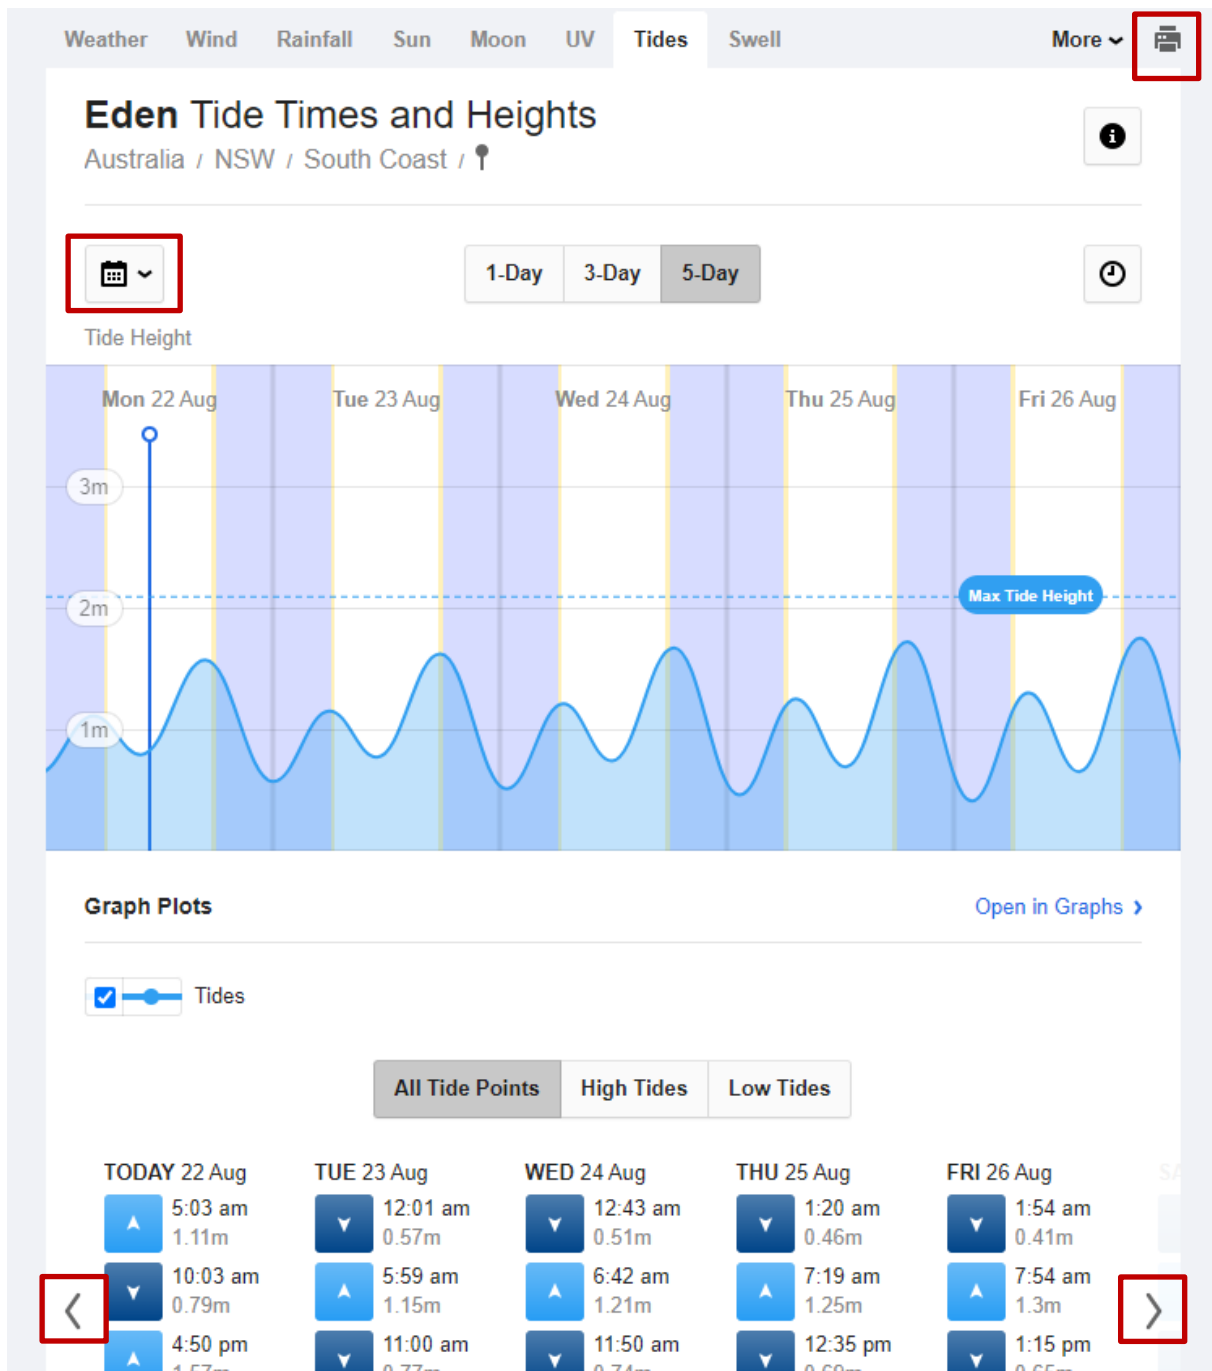 Weather Wind Rainfall Sun Moon UV Tides Swell More
Eden Tide Times and Heights
Australia / NSW / South Coast /
1-Day 3-Day 5-Day
Tide Height
Mon 22 Aug Tue 23 Aug Wed 24 Aug Thu 25 Aug Fri 26 Aug
3m
Max Tide Height
2m
1m
Graph Plots Open in Graphs
Tides
All Tide Points High Tides Low Tides
TODAY 22 Aug TUE 23 Aug WED 24 Aug THU 25 Aug FRI 26 Aug
5:03 am 12:01 am 12:43 am 1:20 am 1:54 am
1.11m 0.57m 0.51m 0.46m 0.41m
10:03 am 5:59 am 6:42 am 7:19 am 7:54 am
0.79m 1.15m 1.21m 1.25m 1.3m
4:50 pm 11:00 am 11:50 am 12:35 pm 1:15 pm